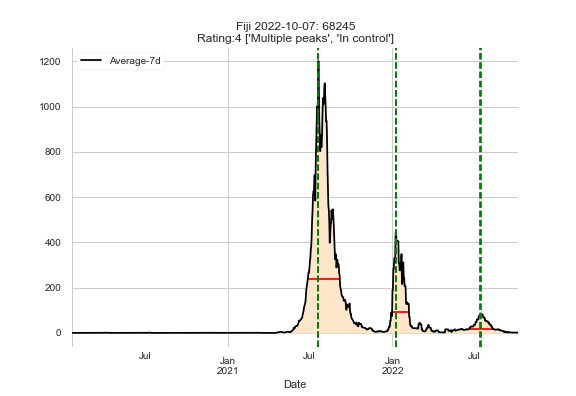 Fiji 2022-10-07: 68245
Rating:4 ['Multiple peaks', 'In control']
Average-7d
1200
1000
800
600
400
200
0
Jul
Jan
2021
Jul
Jan
2022
Jul
Date